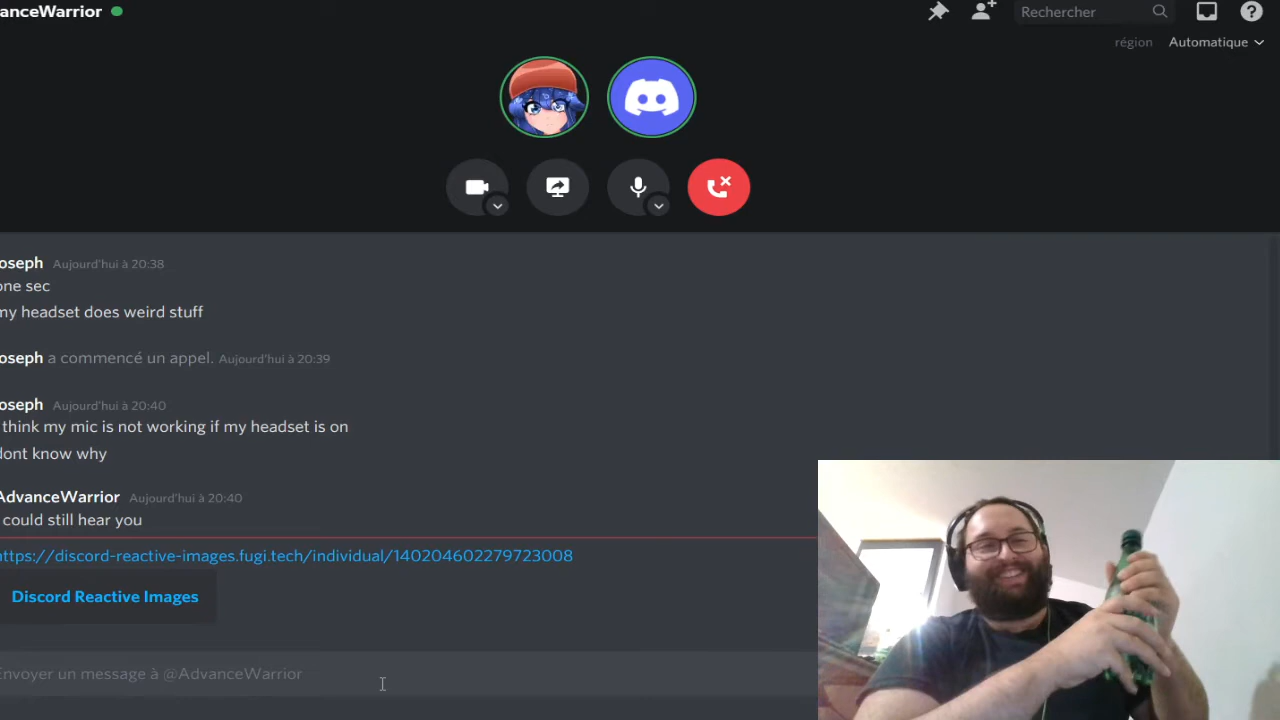 anceWarrior
Rechercher
région Automatique
oseph Aujourd'hui à 20:38
one sec
my headset does weird stuff
oseph a commencé un appel. Aujourd'hui à 20:39
oseph Aujourd'hui à 20:40
think my mic is not working if my headset is on
dont know why
AdvanceWarrior Aujourd'hui à 20:40
could still hear you
https://discord-reactive-images.fugi.tech/individual/140204602279723008
Discord Reactive Images
Envoyer un message à @AdvanceWarrior